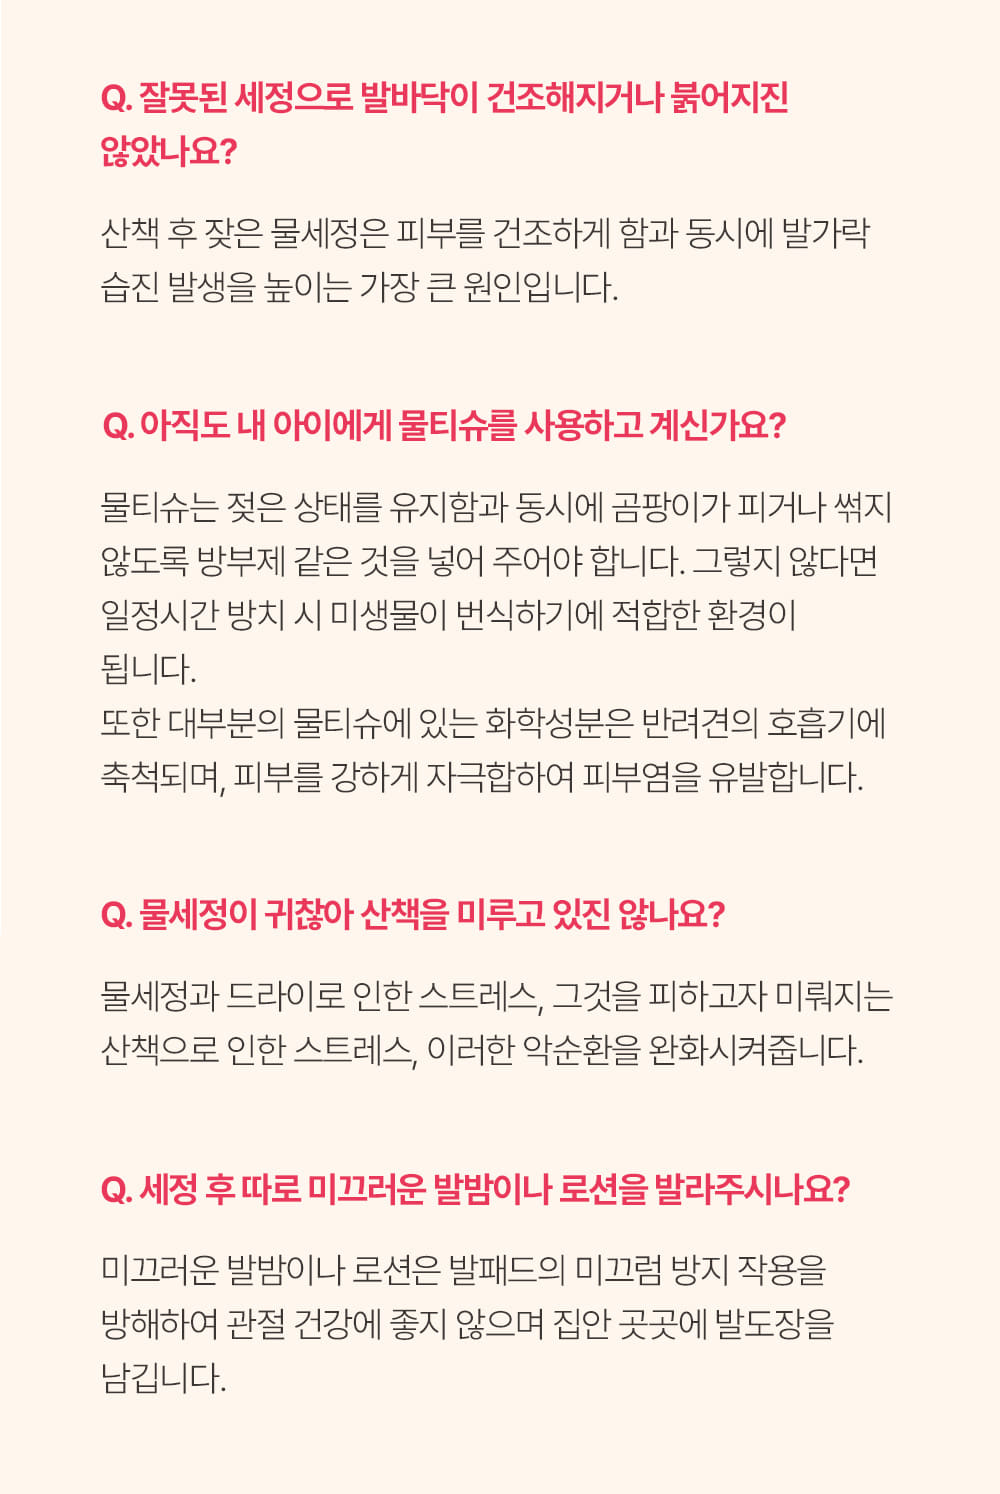 Q. 잘못된 세정으로 발바닥이 건조해지거나 붉어지진
않았나요?
산책 후 잦은 물세정은 피부를 건조하게 함과 동시에 발가락
습진 발생을 높이는 가장 큰 원인입니다.
Q. 아직도 내 아이에게 물티슈를 사용하고 계신가요?
물티슈는 젖은 상태를 유지함과 동시에 곰팡이가 피거나 썪지
않도록 방부제 같은 것을 넣어 주어야 합니다. 그렇지 않다면
일정시간 방치 시 미생물이 번식하기에 적합한 환경이
됩니다.
또한 대부분의 물티슈에 있는 화학성분은 반려견의 호흡기에
축척되며, 피부를 강하게 자극합하여 피부염을 유발합니다.
Q. 물세정이 귀찮아 산책을 미루고 있진 않나요?
물세정과 드라이로 인한 스트레스, 그것을 피하고자 미뤄지는
산책으로 인한 스트레스, 이러한 악순환을 완화시켜줍니다.
Q. 세정 후 따로 미끄러운 발밤이나 로션을 발라주시나요?
미끄러운 발밤이나 로션은 발패드의 미끄럼 방지 작용을
방해하여 관절 건강에 좋지 않으며 집안 곳곳에 발도장을
남깁니다.